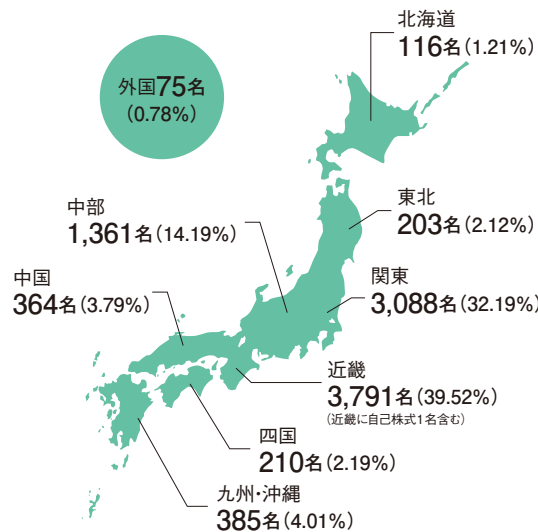 北海道
116名(1.21%)
外国75名
(0.78%)
東北
203名(2.12%)
中部
1,361名(14.19%)
関東
3,088名(32.19%)
中国
364名(3.79%)
近畿
3,791名(39.52%)
(近畿に自己株式1名含む)
四国
210名(2.19%)
九州・沖縄
385名(4.01%)